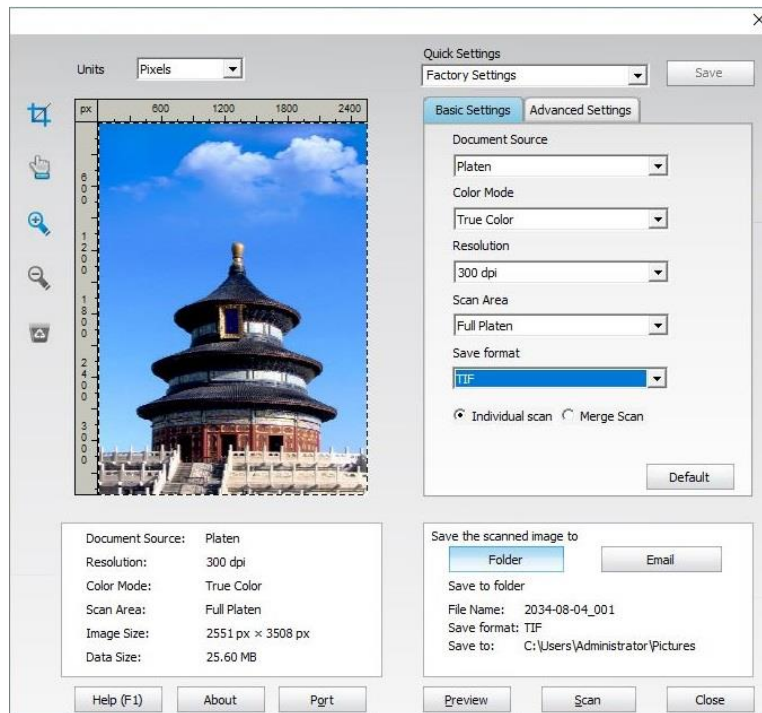 Units Pixels
Quick Settings
Factory Settings Save
px 600 1200 1800 2400
600
1200
1800
2400
3000
Basic Settings Advanced Settings
Document Source
Platen
Color Mode
True Color
Resolution
300 dpi
Scan Area
Full Platen
Save format
TIF
Individual scan Merge Scan
Default
Document Source: Platen
Resolution: 300 dpi
Color Mode: True Color
Scan Area: Full Platen
Image Size: 2551 px × 3508 px
Data Size: 25.60 MB
Save the scanned image to
Folder Email
Save to folder
File Name: 2034-08-04_001
Save format: TIF
Save to: C:\Users\Administrator\Pictures
Help (F1) About Port Preview Scan Close